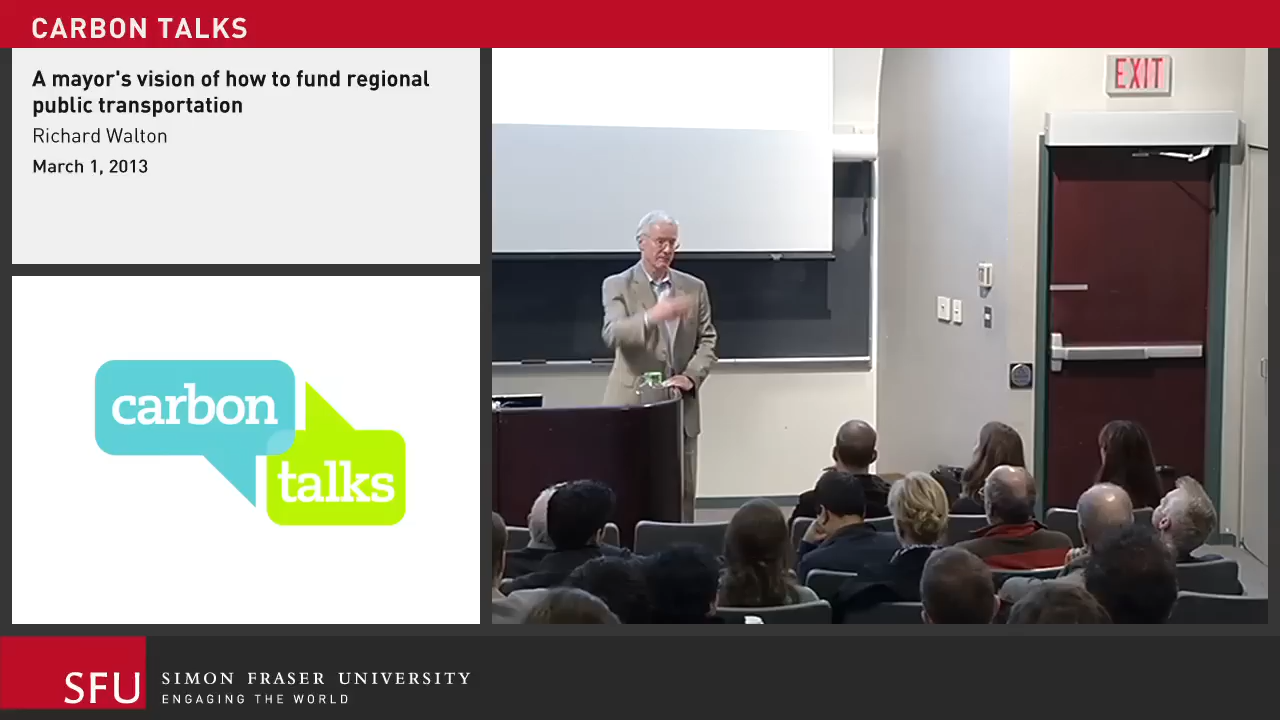 CARBON TALKS
A mayor's vision of how to fund regional
public transportation
Richard Walton
March 1, 2013
carbon
talks
EXIT
SFU
SIMON FRASER UNIVERSITY
ENGAGING THE WORLD